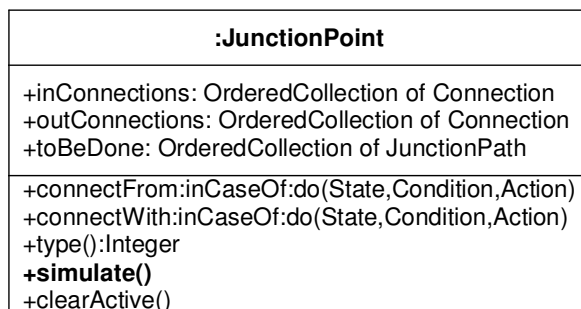 :JunctionPoint
+inConnections: OrderedCollection of Connection
+outConnections: OrderedCollection of Connection
+toBeDone: OrderedCollection of JunctionPath
+connectFrom:inCaseOf:do(State,Condition,Action)
+connectWith:inCaseOf:do(State,Condition,Action)
+type():Integer
+simulate()
+clearActive()